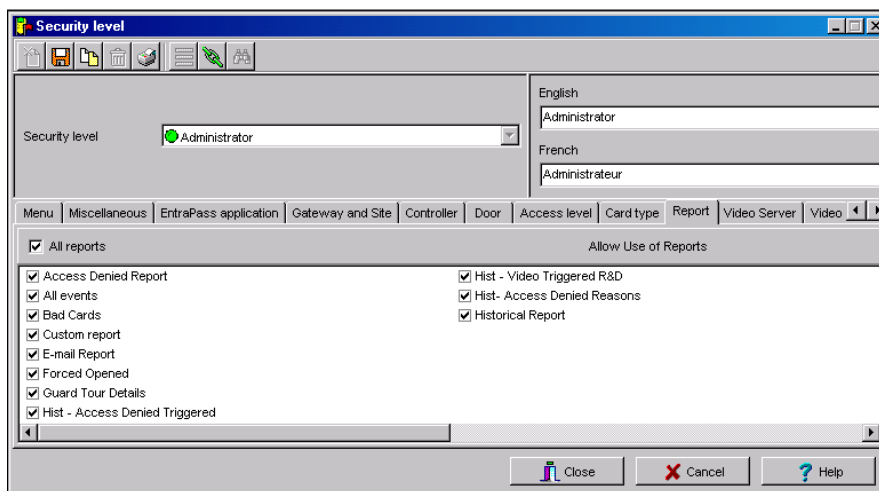 Security level
English
Administrator
Security level
Administrator
French
Administrateur
Menu Miscellaneous EntraPass application Gateway and Site Controller Door Access level Card type Report Video Server Video
All reports Allow Use of Reports
Access Denied Report
All events
Bad Cards
Custom report
E-mail Report
Forced Opened
Guard Tour Details
Hist - Access Denied Triggered
Hist - Video Triggered R&D
Hist- Access Denied Reasons
Historical Report
Close Cancel Help